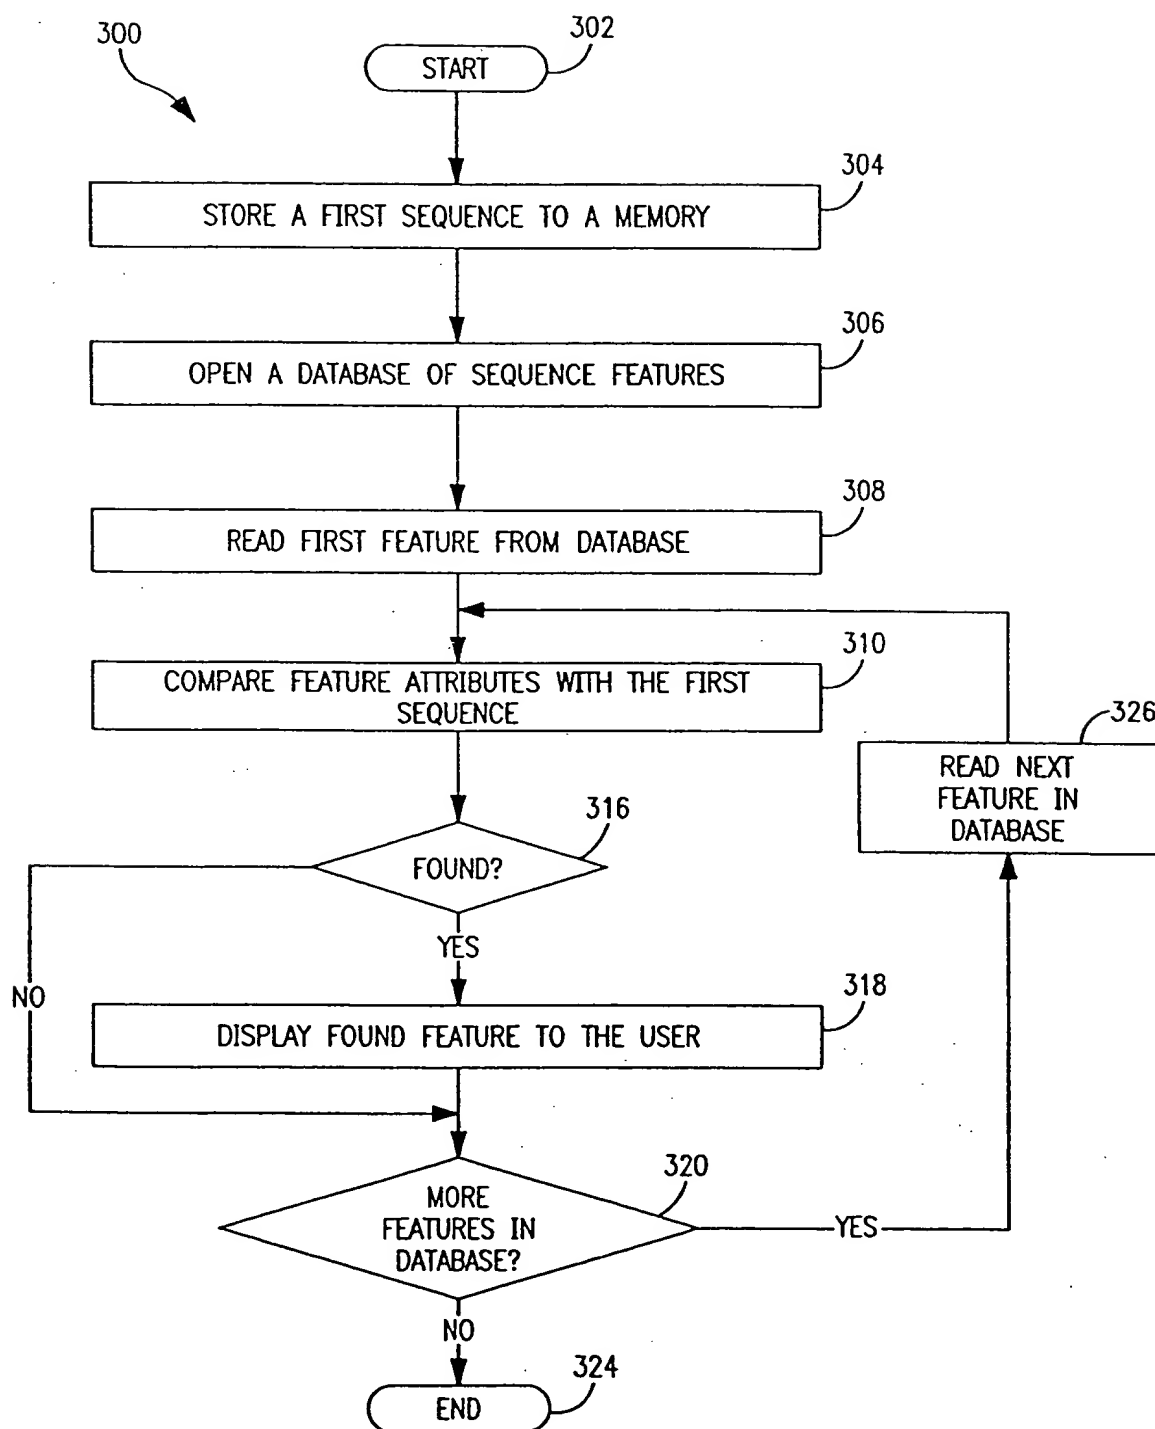 300
302
START
304
STORE A FIRST SEQUENCE TO A MEMORY
306
OPEN A DATABASE OF SEQUENCE FEATURES
308
READ FIRST FEATURE FROM DATABASE
310
COMPARE FEATURE ATTRIBUTES WITH THE FIRST
SEQUENCE
326
READ NEXT
FEATURE IN
DATABASE
316
FOUND?
YES
NO
318
DISPLAY FOUND FEATURE TO THE USER
320
MORE
FEATURES IN
DATABASE?
YES
NO
324
END